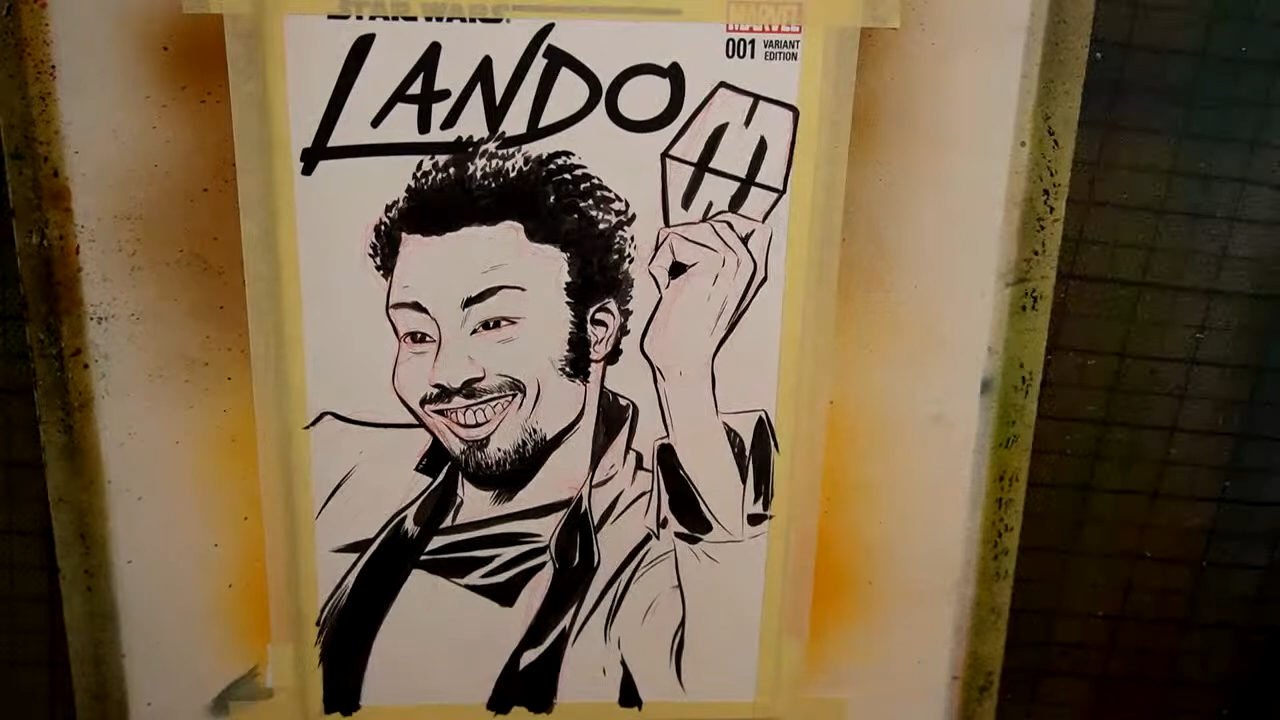 STAR WARS
MARVEL
LANDO
001 VARIANT
EDITION